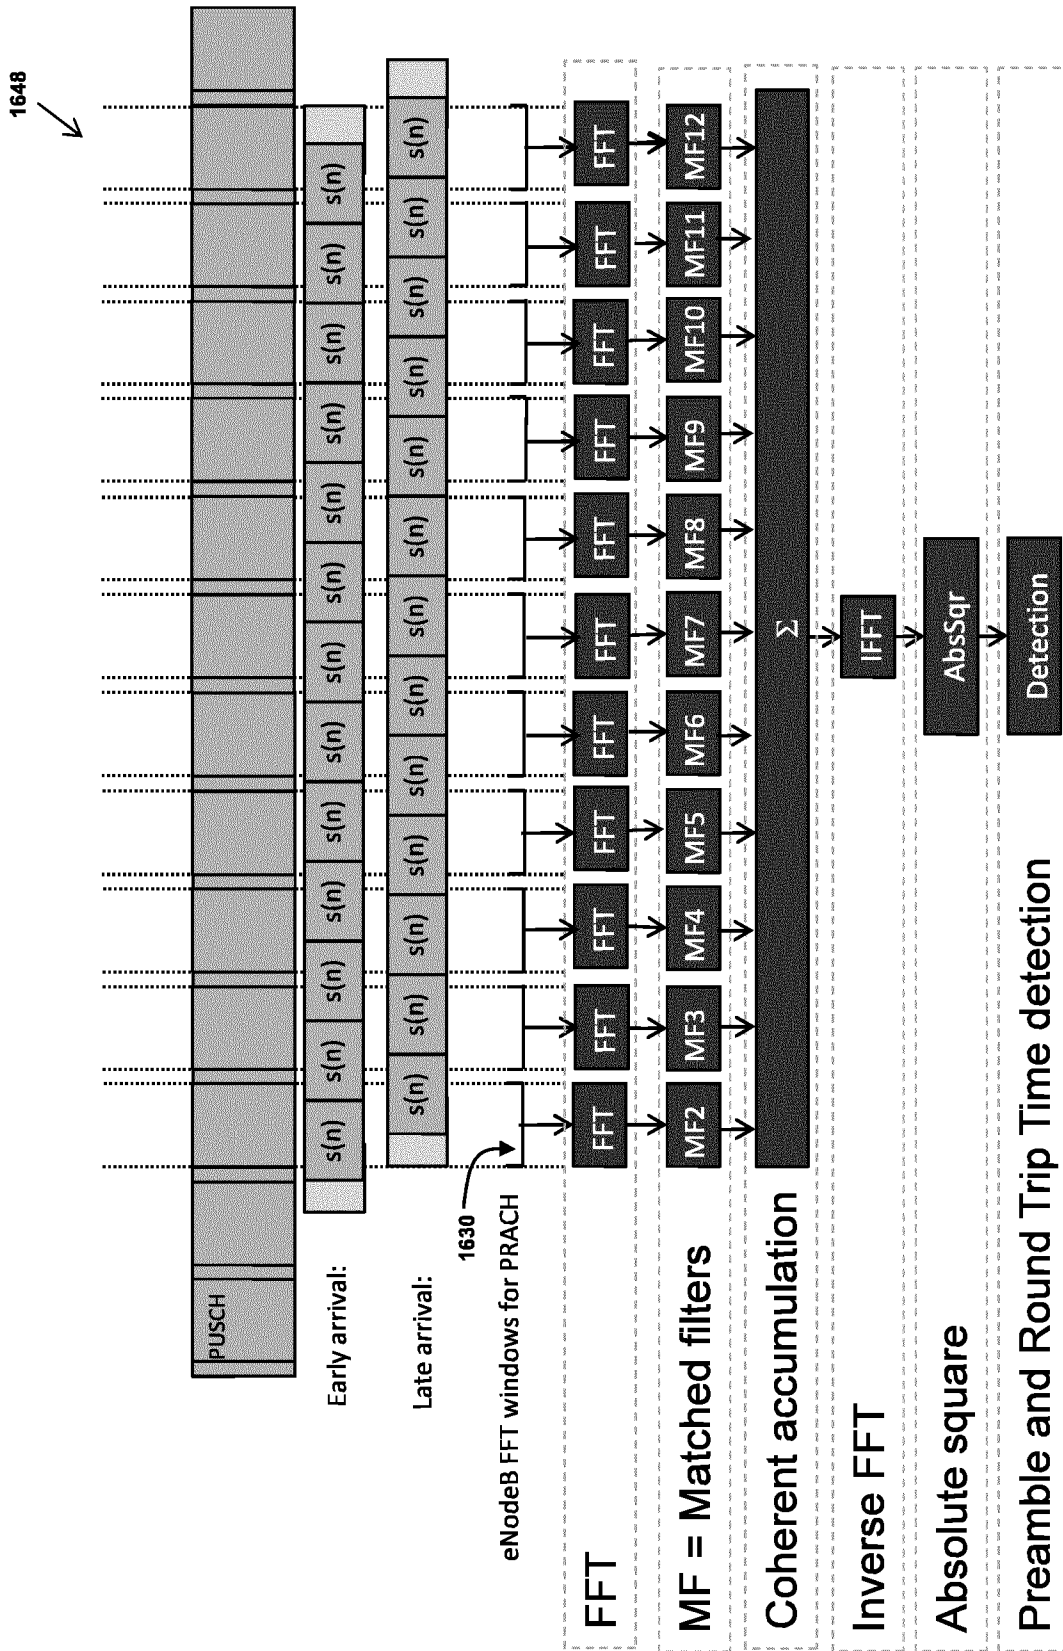 1648
PUSCH
Early arrival: s(n) s(n) s(n) s(n) s(n) s(n) s(n) s(n) s(n) s(n) s(n) s(n) s(n)
Late arrival: s(n) s(n) s(n) s(n) s(n) s(n) s(n) s(n) s(n) s(n) s(n) s(n) s(n)
1630
eNodeB FFT windows for PRACH
FFT FFT FFT FFT FFT FFT FFT FFT FFT FFT FFT FFT
MF = Matched filters MF2 MF3 MF4 MF5 MF6 MF7 MF8 MF9 MF10 MF11 MF12
Coherent accumulation Σ
Inverse FFT IFFT
Absolute square AbsSqr
Preamble and Round Trip Time detection Detection